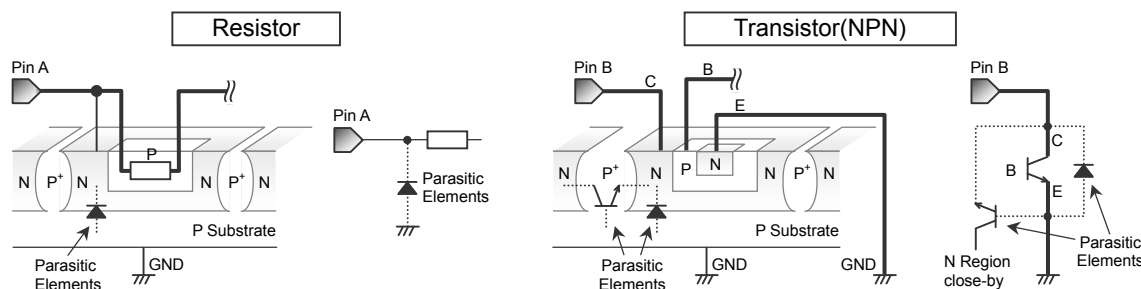 Resistor
Pin A
P
N
P+
N
N
P+
N
Parasitic
Elements
P Substrate
GND
Pin A
Parasitic
Elements
Transistor(NPN)
Pin B
C
B
E
P
N
N
P+
N
N
P+
N
P Substrate
Parasitic
Elements
GND
GND
Pin B
C
B
E
Parasitic
Elements
N Region
close-by